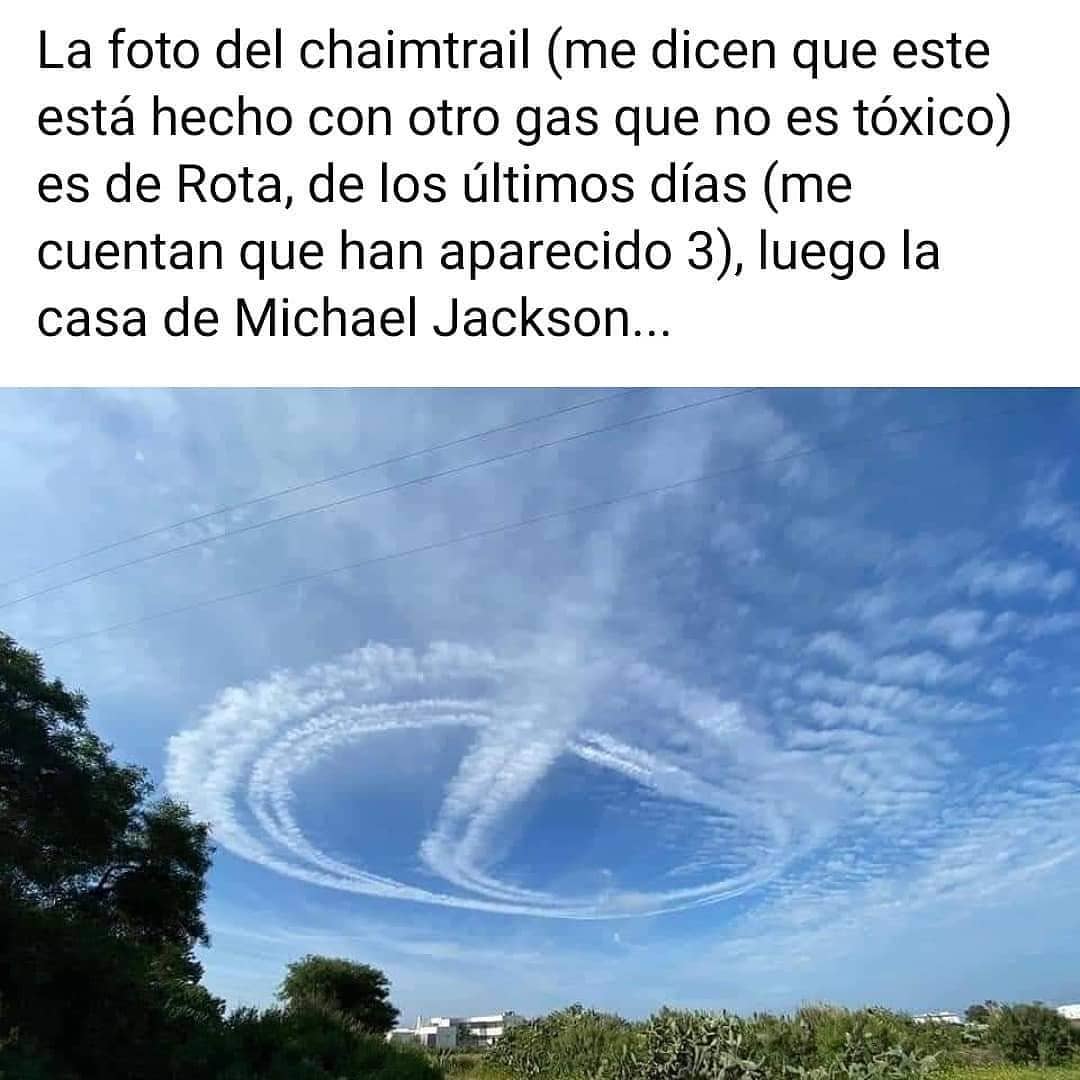 La foto del chaimtrail (me dicen que este
está hecho con otro gas que no es tóxico)
es de Rota, de los últimos días (me
cuentan que han aparecido 3), luego la
casa de Michael Jackson...